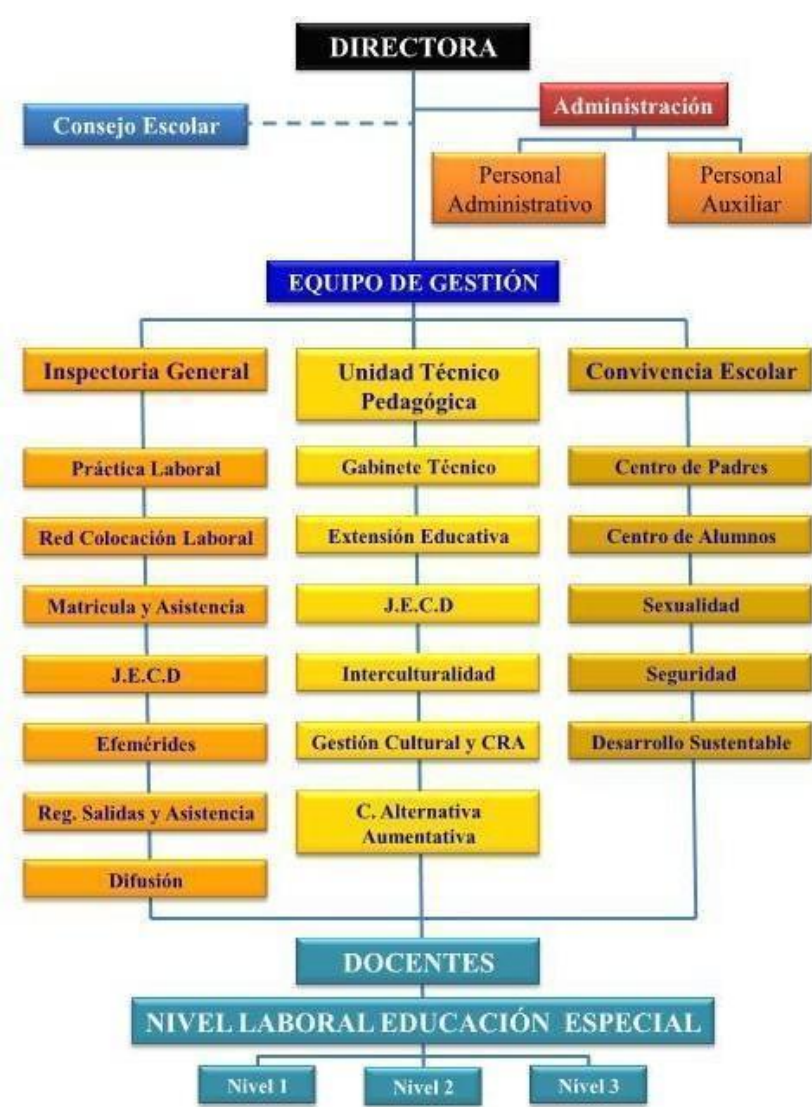 DIRECTORA
Consejo Escolar
Administración
Personal
Administrativo
Personal
Auxiliar
EQUIPO DE GESTIÓN
Inspectoria General
Práctica Laboral
Red Colocación Laboral
Matricula y Asistencia
J.E.C.D
Efemérides
Reg. Salidas y Asistencia
Difusión
Unidad Técnico
Pedagógica
Gabinete Técnico
Extensión Educativa
J.E.C.D
Interculturalidad
Gestión Cultural y CRA
C. Alternativa
Aumentativa
Convivencia Escolar
Centro de Padres
Centro de Alumnos
Sexualidad
Seguridad
Desarrollo Sustentable
DOCENTES
NIVEL LABORAL EDUCACIÓN ESPECIAL
Nivel 1
Nivel 2
Nivel 3